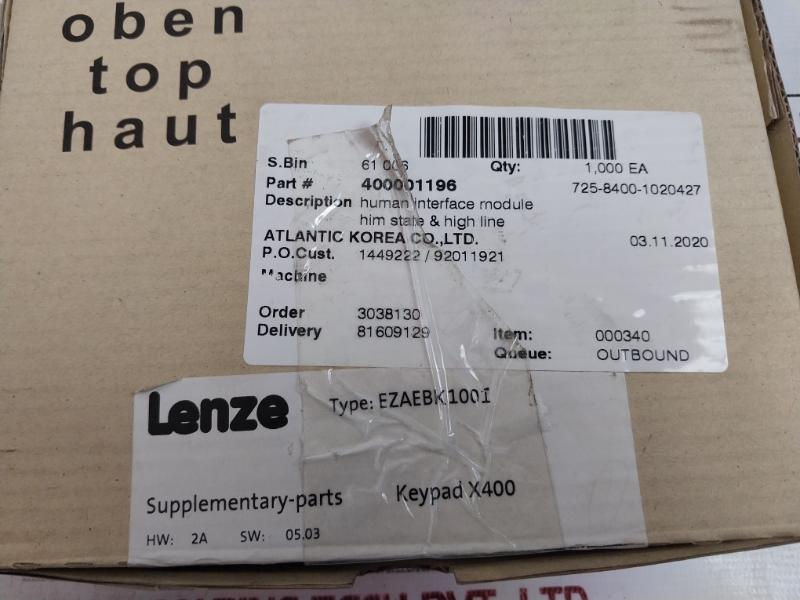 oben
top
haut
S.Bin 61 006 Qty: 1,000 EA
Part # 400001196 725-8400-1020427
Description human interface module
him state & high line
ATLANTIC KOREA CO.,LTD. 03.11.2020
P.O.Cust. 1449222 / 92011921
Machine
Order 3038130 Item: 000340
Delivery 81609129 Queue: OUTBOUND
Lenze Type: EZAEBK1001
Supplementary-parts Keypad X400
HW: 2A SW: 05.03
PVT. LTD